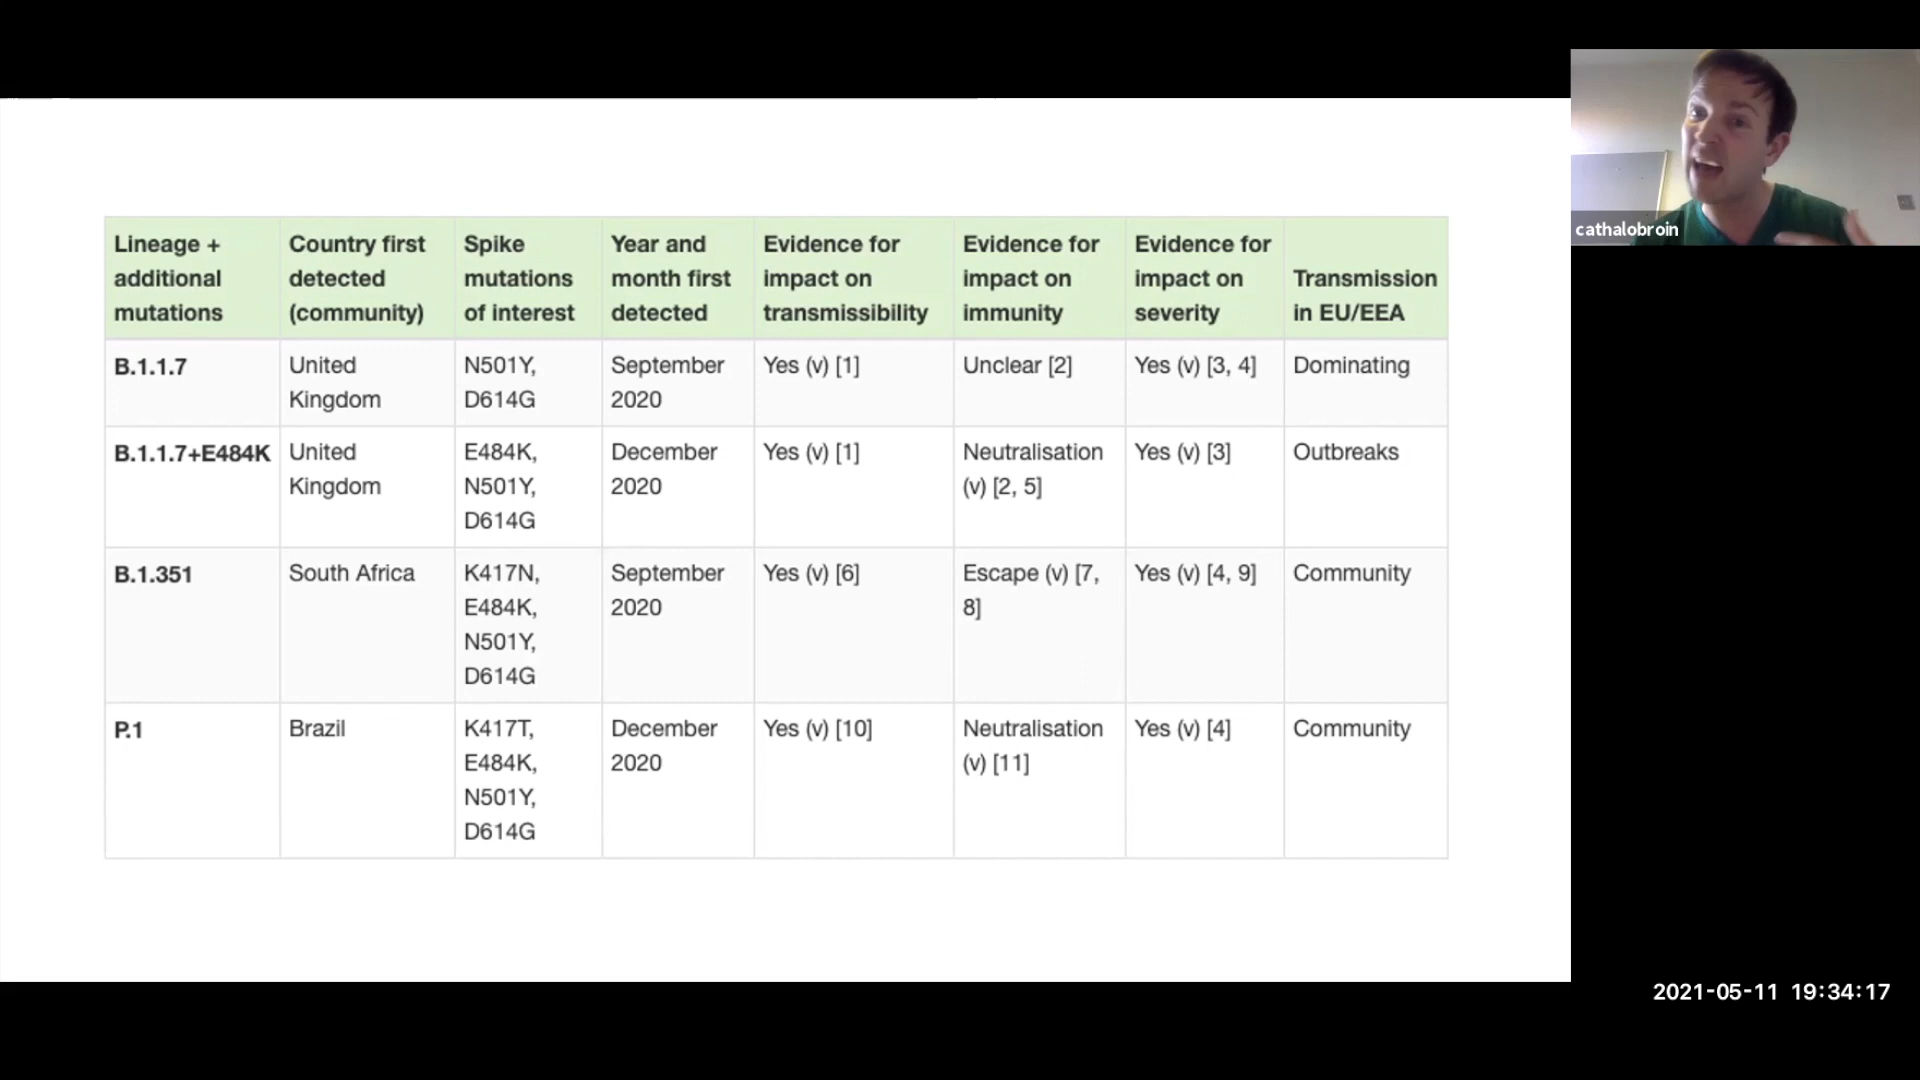 Lineage + additional mutations
Country first detected (community)
Spike mutations of interest
Year and month first detected
Evidence for impact on transmissibility
Evidence for impact on immunity
Evidence for impact on severity
Transmission in EU/EEA
B.1.1.7
United Kingdom
N501Y, D614G
September 2020
Yes (v) [1]
Unclear [2]
Yes (v) [3, 4]
Dominating
B.1.1.7+E484K
United Kingdom
E484K, N501Y, D614G
December 2020
Yes (v) [1]
Neutralisation (v) [2, 5]
Yes (v) [3]
Outbreaks
B.1.351
South Africa
K417N, E484K, N501Y, D614G
September 2020
Yes (v) [6]
Escape (v) [7, 8]
Yes (v) [4, 9]
Community
P.1
Brazil
K417T, E484K, N501Y, D614G
December 2020
Yes (v) [10]
Neutralisation (v) [11]
Yes (v) [4]
Community
cathalobroin
2021-05-11 19:34:17